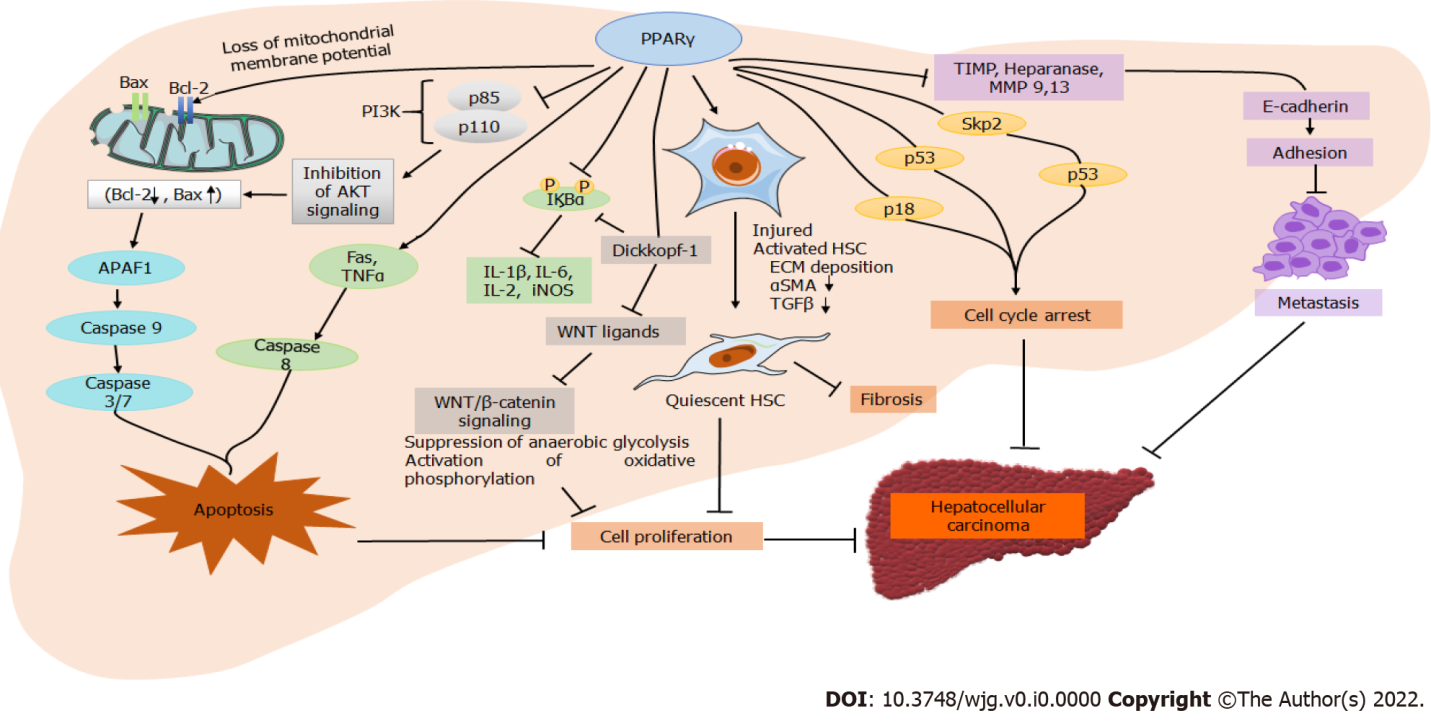 PPARγ
Loss of mitochondrial
membrane potential
Bax
Bcl-2
PI3K
p85
p110
Inhibition
of AKT
signaling
(Bcl-2↓, Bax↑)
APAF1
Caspase 9
Caspase
3/7
Fas,
TNFα
Caspase
8
Apoptosis
P
P
IKBα
IL-1β, IL-6,
IL-2, iNOS
Dickkopf-1
WNT ligands
WNT/β-catenin
signaling
Suppression of anaerobic glycolysis
Activation of oxidative
phosphorylation
Injured
Activated HSC
ECM deposition
αSMA ↓
TGFβ ↓
Quiescent HSC
Fibrosis
Cell proliferation
TIMP, Heparanase,
MMP 9,13
Skp2
p53
p53
p18
Cell cycle arrest
E-cadherin
Adhesion
Metastasis
Hepatocellular
carcinoma
DOI: 10.3748/wjg.v0.i0.0000 Copyright ©The Author(s) 2022.